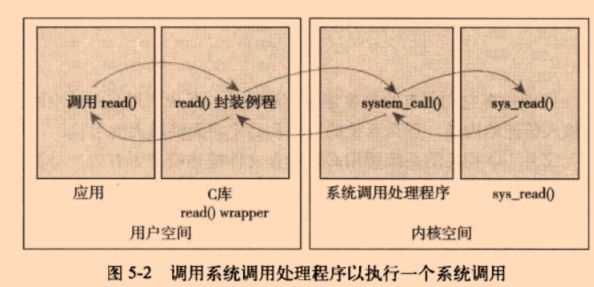 调用 read()
read() 封装例程
system_call()
sys_read()
应用
C库
read() wrapper
系统调用处理程序
sys_read()
用户空间
内核空间
图 5-2 调用系统调用处理程序以执行一个系统调用